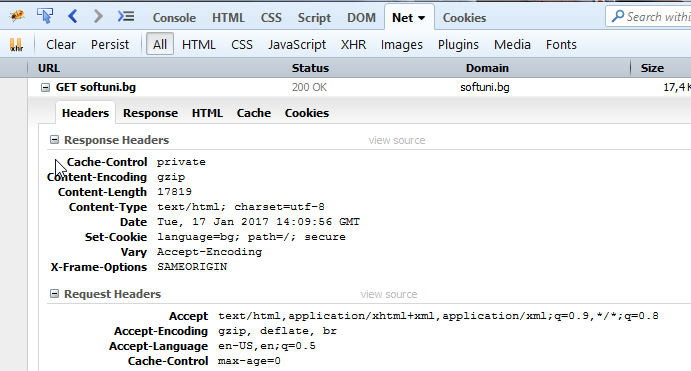 Console HTML CSS Script DOM Net Cookies Search within
xhr Clear Persist All HTML CSS JavaScript XHR Images Plugins Media Fonts
URL Status Domain Size
GET softuni.bg 200 OK softuni.bg 17,4 K
Headers Response HTML Cache Cookies
Response Headers view source
Cache-Control private
Content-Encoding gzip
Content-Length 17819
Content-Type text/html; charset=utf-8
Date Tue, 17 Jan 2017 14:09:56 GMT
Set-Cookie language=bg; path=/; secure
Vary Accept-Encoding
X-Frame-Options SAMEORIGIN
Request Headers view source
Accept text/html,application/xhtml+xml,application/xml;q=0.9,*/*;q=0.8
Accept-Encoding gzip, deflate, br
Accept-Language en-US,en;q=0.5
Cache-Control max-age=0